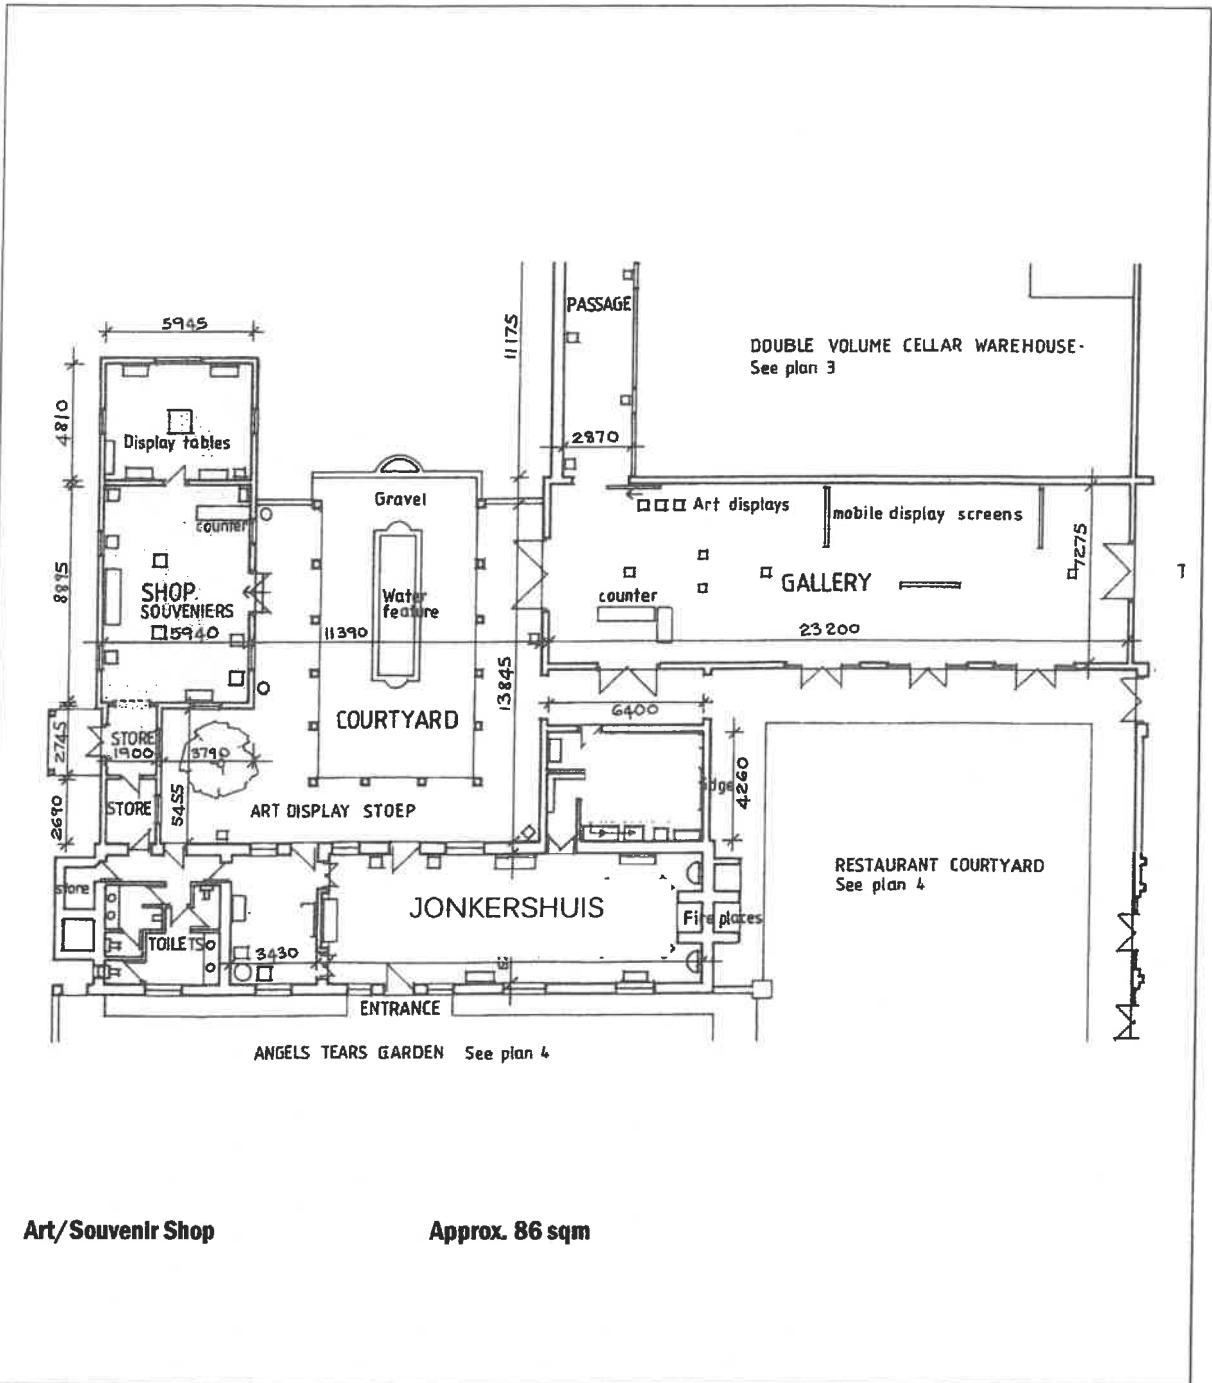 5945
11175
PASSAGE
DOUBLE VOLUME CELLAR WAREHOUSE-
See plan 3
4810
Display tables
2870
Gravel
Art displays
mobile display screens
counter
7275
8895
SHOP
SOUVENIERS
Water
feature
counter
GALLERY
T
5940
11390
23200
13845
COURTYARD
6400
2745
STORE
1900
3790
4260
2690
STORE
5455
ART DISPLAY STOEP
RESTAURANT COURTYARD
See plan 4
store
JONKERSHUIS
Fire places
TOILETS
3430
ENTRANCE
ANGELS TEARS GARDEN See plan 4
Art/Souvenir Shop Approx. 86 sqm